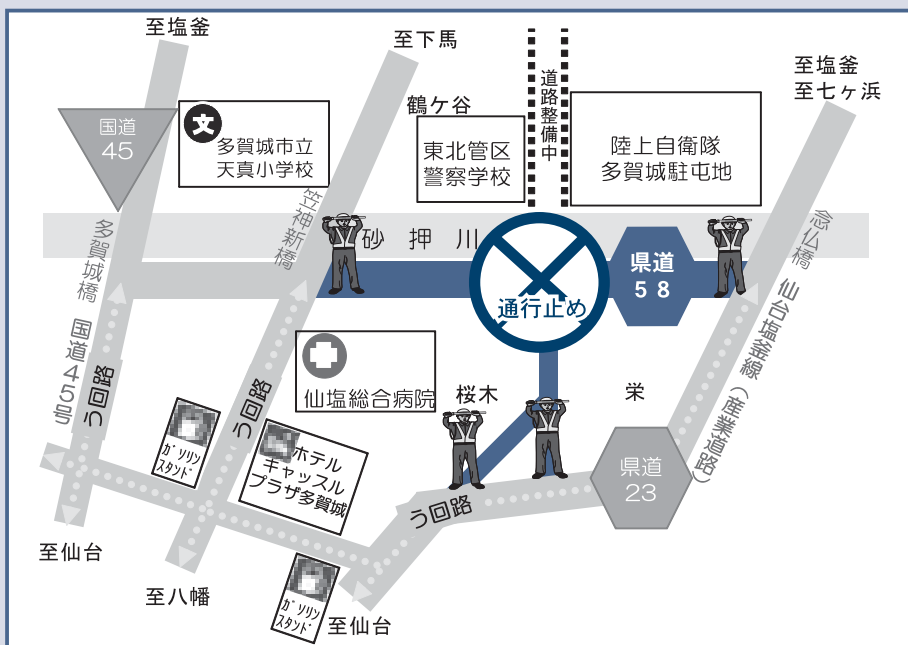 至塩釜
至下馬
至塩釜
至七ヶ浜
国道
45
文
多賀城市立
天真小学校
鶴ケ谷
東北管区
警察学校
道路整備中
陸上自衛隊
多賀城駐屯地
砂押川
多賀城橋 国道45号
笠神新橋
念仏橋 仙台塩釜線(産業道路)
県道
58
通行止め
仙塩総合病院
桜木
栄
う回路
う回路
う回路
ガソリン
スタンド
ホテル
キャッスル
プラザ多賀城
県道
23
ガソリン
スタンド
至仙台
至八幡
至仙台